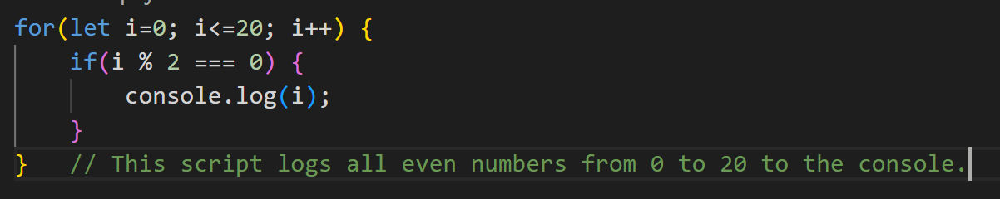 for(let i=0; i<=20; i++) {
    if(i % 2 === 0) {
        console.log(i);
    }
}   // This script logs all even numbers from 0 to 20 to the console.